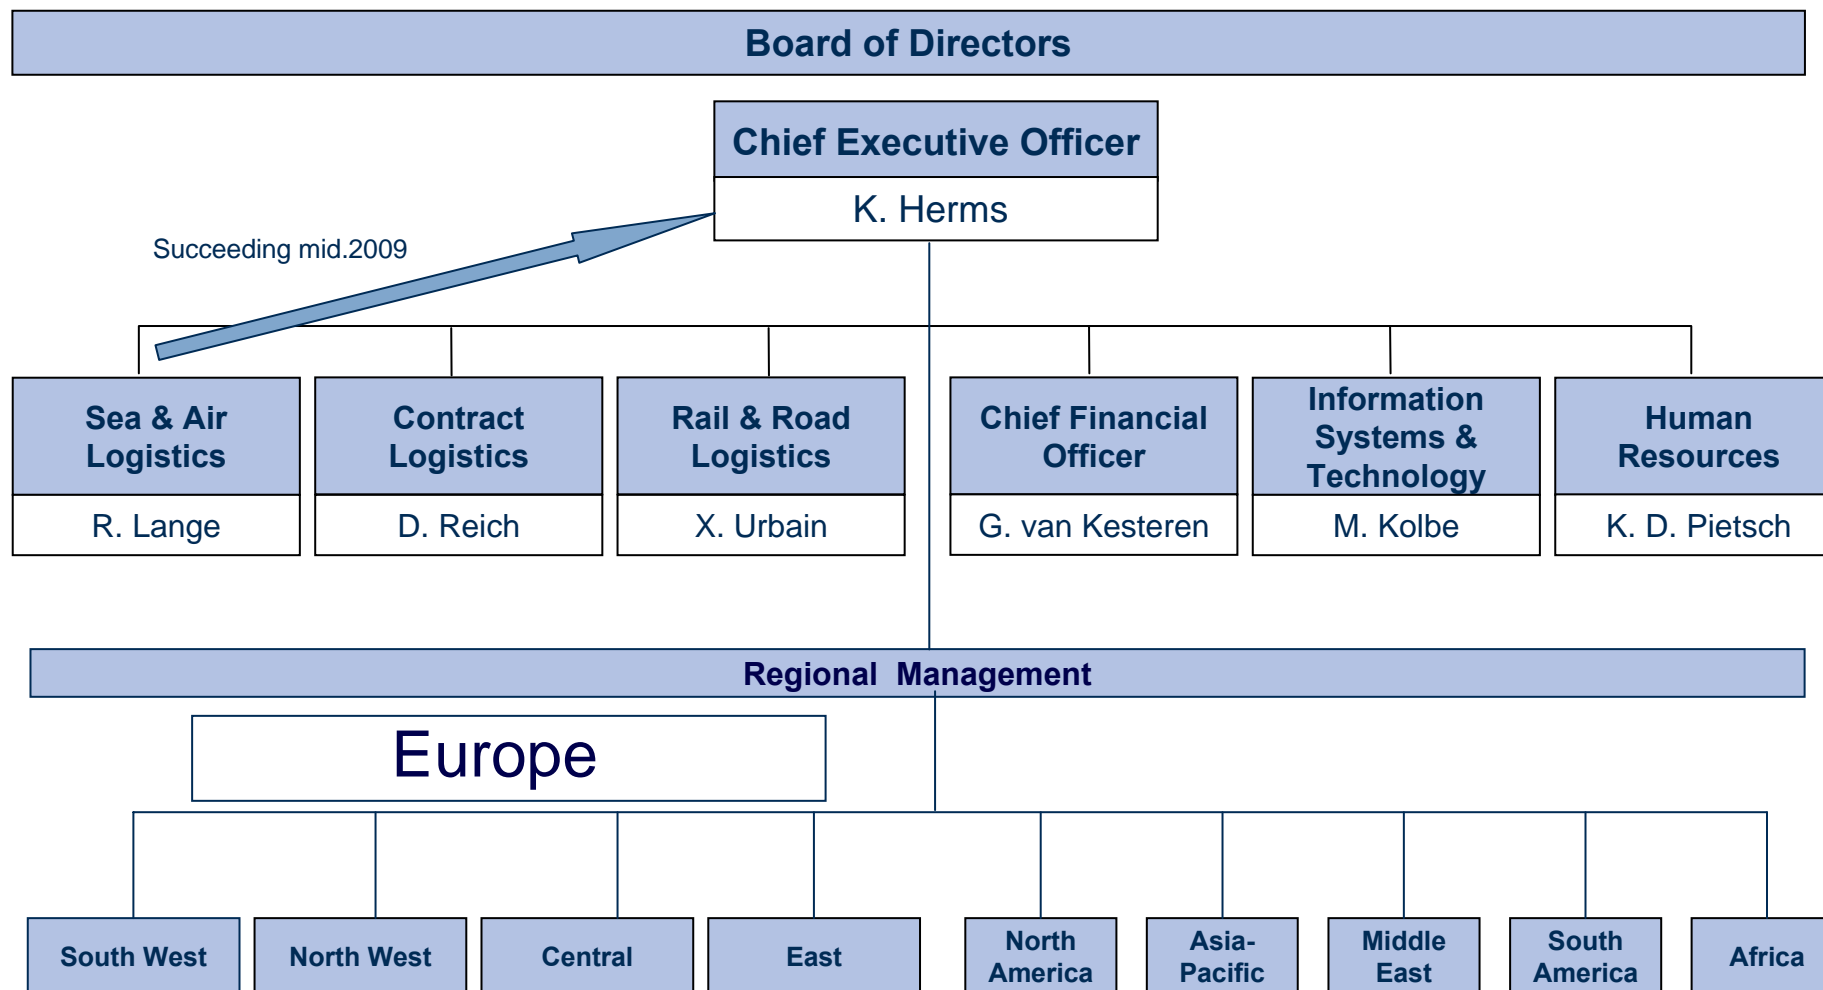 Board of Directors
Chief Executive Officer
K. Herms
Succeeding mid.2009
Sea & Air
Logistics
R. Lange
Contract
Logistics
D. Reich
Rail & Road
Logistics
X. Urbain
Chief Financial
Officer
G. van Kesteren
Information
Systems &
Technology
M. Kolbe
Human
Resources
K. D. Pietsch
Regional Management
Europe
South West
North West
Central
East
North
America
Asia-
Pacific
Middle
East
South
America
Africa